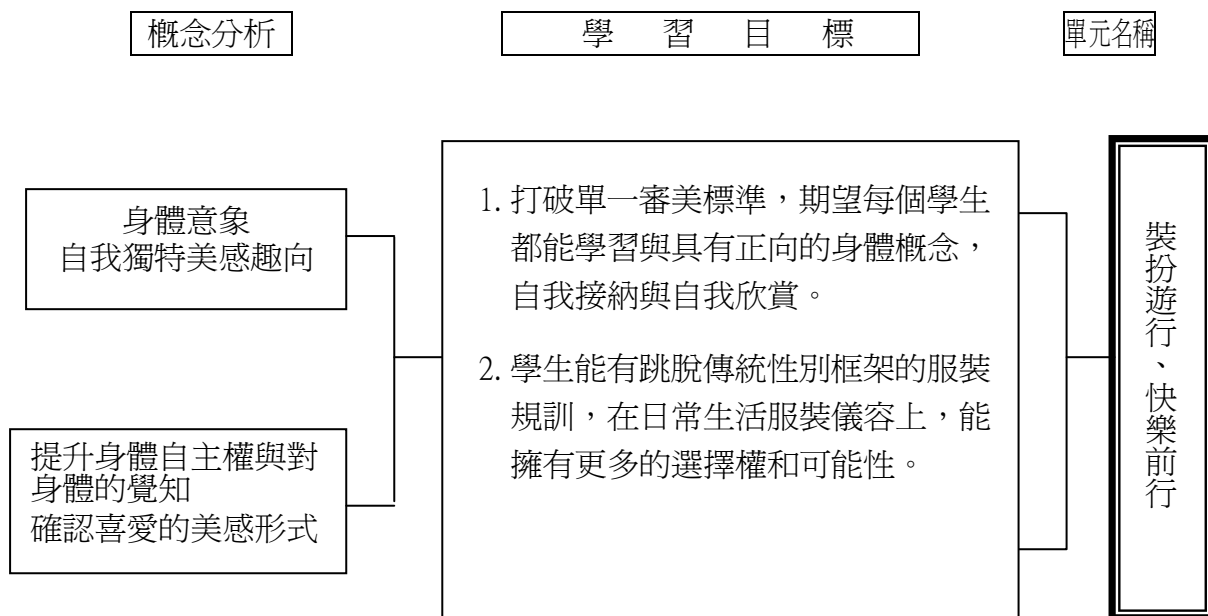 概念分析
學習目標
單元名稱
身體意象
自我獨特美感趣向
提升身體自主權與對
身體的覺知
確認喜愛的美感形式
1. 打破單一審美標準，期望每個學生
都能學習與具有正向的身體概念，
自我接納與自我欣賞。
2. 學生能有跳脫傳統性別框架的服裝
規訓，在日常生活服裝儀容上，能
擁有更多的選擇權和可能性。
裝扮遊行、快樂前行